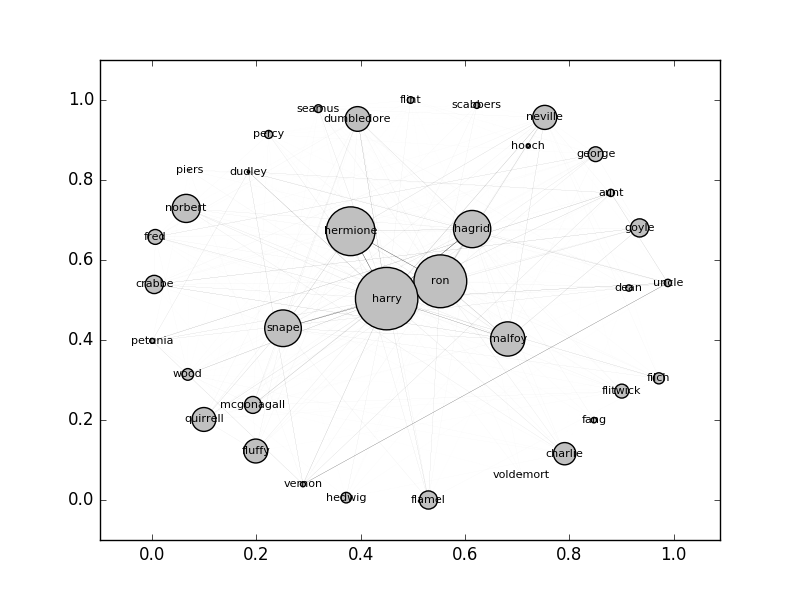 1.0
flint
scabbers
seamus
dumbledore
neville
percy
hooch
george
piers
dudley
0.8
aunt
norbert
fred
hermione
hagrid
goyle
0.6
crabbe
ron
uncle
dean
harry
snape
0.4
petunia
malfoy
wood
filch
flitwick
mcgonagall
0.2
quirrell
fang
fluffy
charlie
voldemort
vernon
hedwig
flamel
0.0
0.0 0.2 0.4 0.6 0.8 1.0